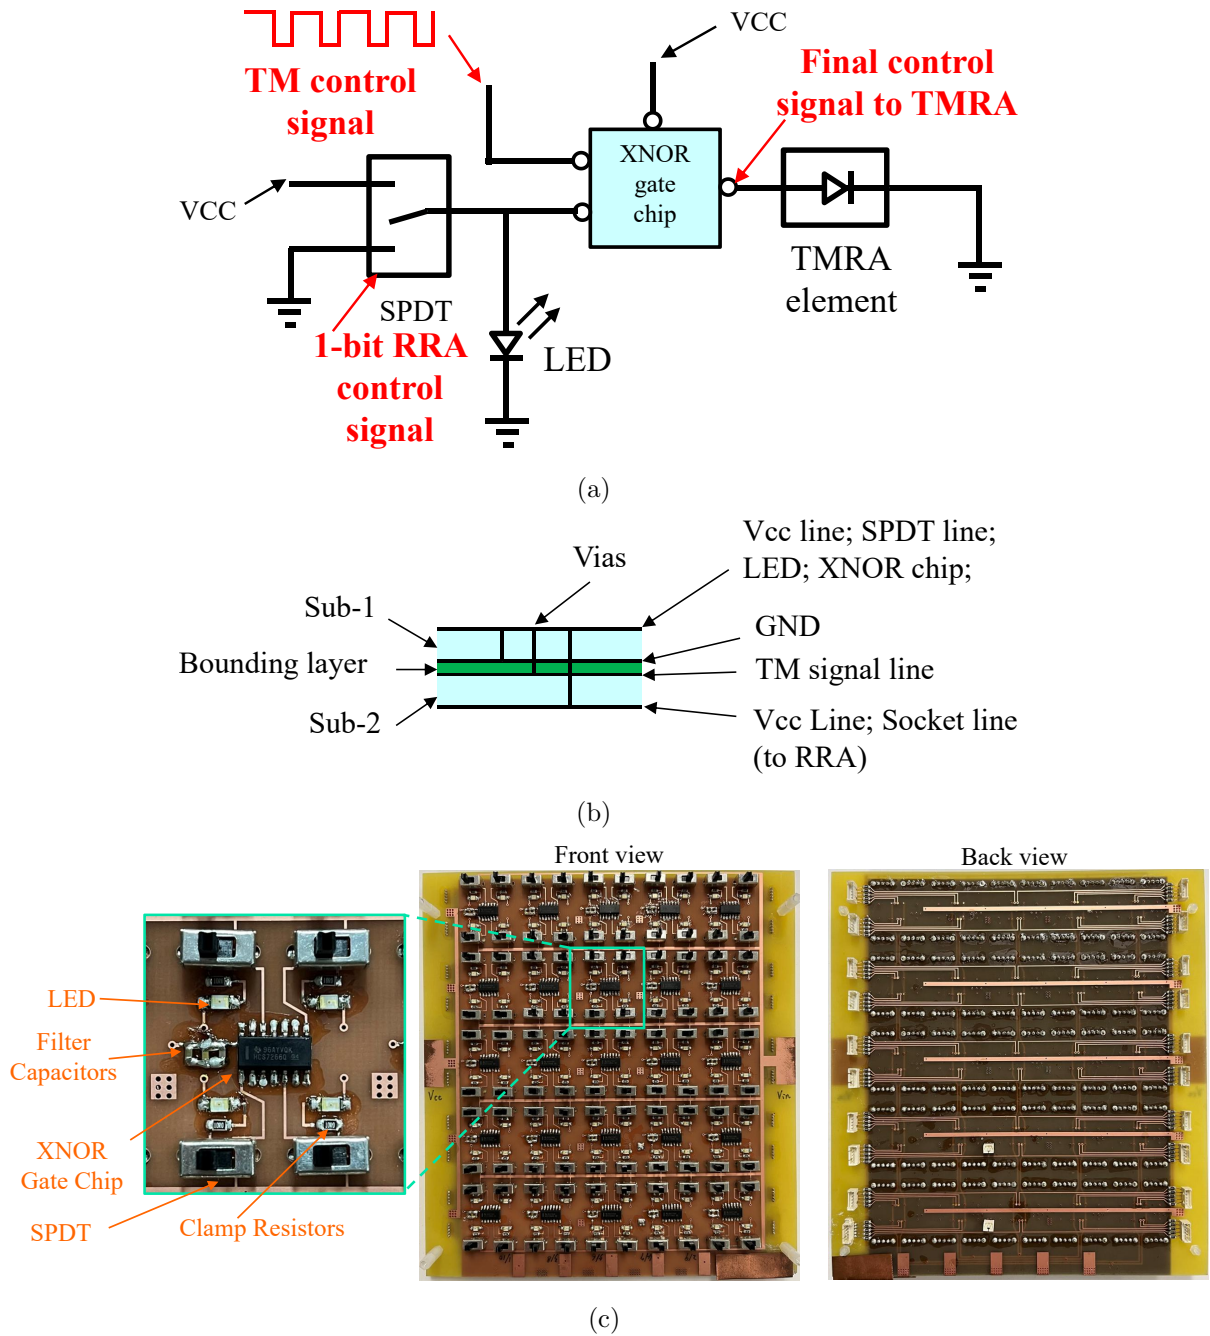 VCC
TM control
signal
Final control
signal to TMRA
XNOR
gate
chip
VCC
SPDT
TMRA
element
1-bit RRA
control
signal
LED
(a)
Vcc line; SPDT line;
LED; XNOR chip;
Vias
Sub-1
GND
Bounding layer
TM signal line
Sub-2
Vcc Line; Socket line
(to RRA)
(b)
Front view
Back view
LED
Filter
Capacitors
XNOR
Gate Chip
SPDT
Clamp Resistors
Vcc
Vin
(c)